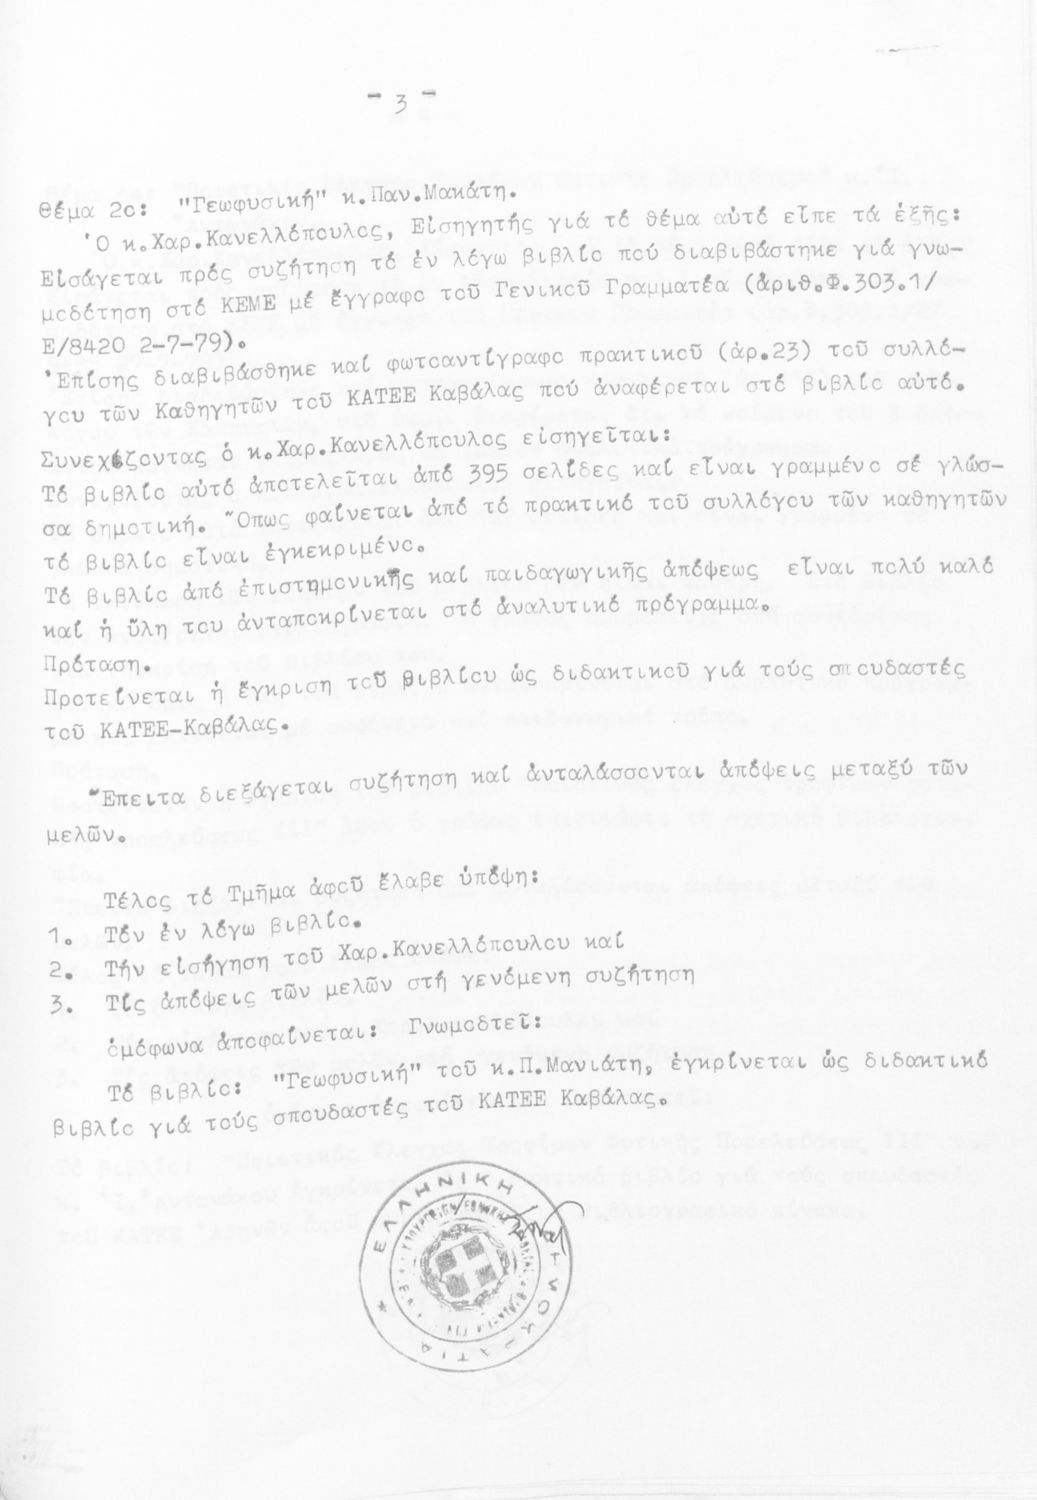 - 3 -
Θέμα 2ο: "Γεωφυσική" κ.Παν.Μακάτη.
Ὁ κ.Χαρ.Κανελλόπουλος, Εἰσηγητής γιά τό θέμα αὐτό εἶπε τά ἑξῆς:
Εἰσάγεται πρός συζήτηση τό ἐν λόγω βιβλίο πού διαβιβάστηκε γιά γνω-
μοδότηση στό ΚΕΜΕ μέ ἔγγραφο τοῦ Γενικοῦ Γραμματέα (ἀριθ.Φ.303.1/
Ε/8420 2-7-79).
Ἐπίσης διαβιβάσθηκε καί φωτοαντίγραφο πρακτικοῦ (ἀρ.23) τοῦ συλλό-
γου τῶν Καθηγητῶν τοῦ ΚΑΤΕΕ Καβάλας πού ἀναφέρεται στό βιβλίο αὐτό.
Συνεχίζοντας ὁ κ.Χαρ.Κανελλόπουλος εἰσηγεῖται:
Τό βιβλίο αὐτό ἀποτελεῖται ἀπό 395 σελίδες καί εἶναι γραμμένο σέ γλώσ-
σα δημοτική. Ὅπως φαίνεται ἀπό τό πρακτικό τοῦ συλλόγου τῶν καθηγητῶν
τό βιβλίο εἶναι ἐγκεκριμένο.
Τό βιβλίο ἀπό ἐπιστημονικῆς καί παιδαγωγικῆς ἀπόψεως εἶναι πολύ καλό
καί ἡ ὕλη του ἀνταποκρίνεται στό ἀναλυτικό πρόγραμμα.
Πρόταση.
Προτείνεται ἡ ἔγκριση τοῦ βιβλίου ὡς διδακτικοῦ γιά τούς σπουδαστές
τοῦ ΚΑΤΕΕ-Καβάλας.
Ἔπειτα διεξάγεται συζήτηση καί ἀνταλάσσονται ἀπόψεις μεταξύ τῶν
μελῶν.
Τέλος τό Τμῆμα ἀφοῦ ἔλαβε ὑπόψη:
1. Τόν ἐν λόγω βιβλίο.
2. Τήν εἰσήγηση τοῦ Χαρ.Κανελλόπουλου καί
3. Τίς ἀπόψεις τῶν μελῶν στή γενόμενη συζήτηση
ὁμόφωνα ἀποφαίνεται: Γνωμοδτεῖ:
Τό βιβλίο: "Γεωφυσική" τοῦ κ.Π.Μανιάτη, ἐγκρίνεται ὡς διδακτικό
βιβλίο γιά τούς σπουδαστές τοῦ ΚΑΤΕΕ Καβάλας.
ΕΛΛΗΝΙΚΗ ΔΗΜΟΚΡΑΤΙΑ